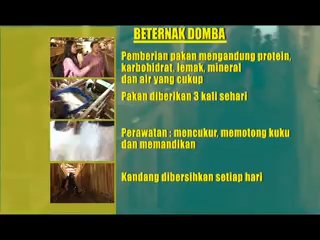 BETERNAK DOMBA
Pemberian pakan mengandung protein,
karbohidrat, lemak, mineral
dan air yang cukup
Pakan diberikan 3 kali sehari
Perawatan : mencukur, memotong kuku
dan memandikan
Kandang dibersihkan setiap hari